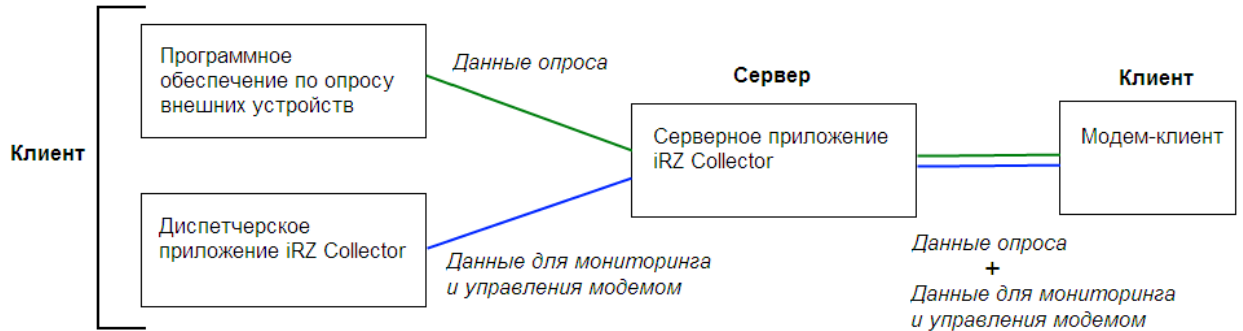 Клиент
Программное
обеспечение по опросу
внешних устройств
Диспетчерское
приложение iRZ Collector
Данные опроса
Данные для мониторинга
и управления модемом
Сервер
Серверное приложение
iRZ Collector
Клиент
Модем-клиент
Данные опроса
+
Данные для мониторинга
и управления модемом